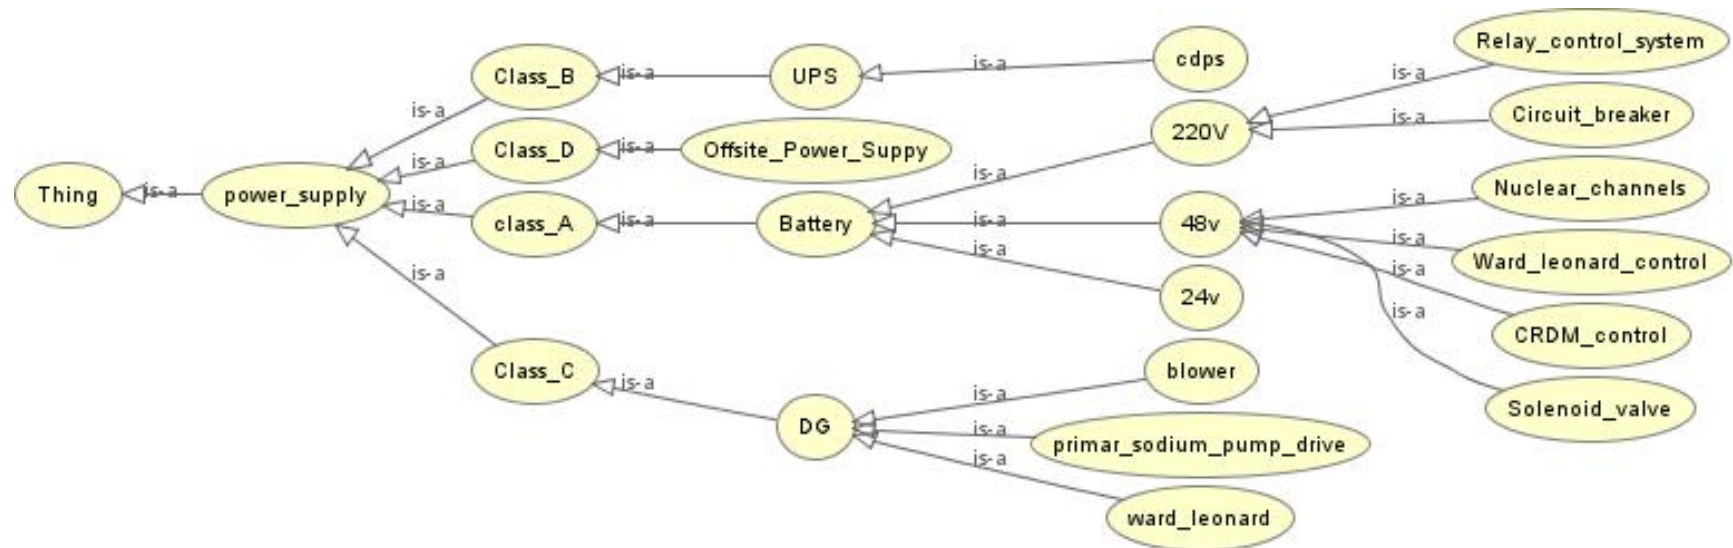 Thing
is-a
power_supply
is-a
is-a
is-a
is-a
Class_B
Class_D
class_A
Class_C
is-a
is-a
is-a
is-a
UPS
Offsite_Power_Suppy
Battery
DG
is-a
is-a
is-a
is-a
is-a
is-a
is-a
cdps
220V
48v
24v
blower
primar_sodium_pump_drive
ward_leonard
is-a
is-a
is-a
is-a
is-a
is-a
Relay_control_system
Circuit_breaker
Nuclear_channels
Ward_leonard_control
CRDM_control
Solenoid_valve